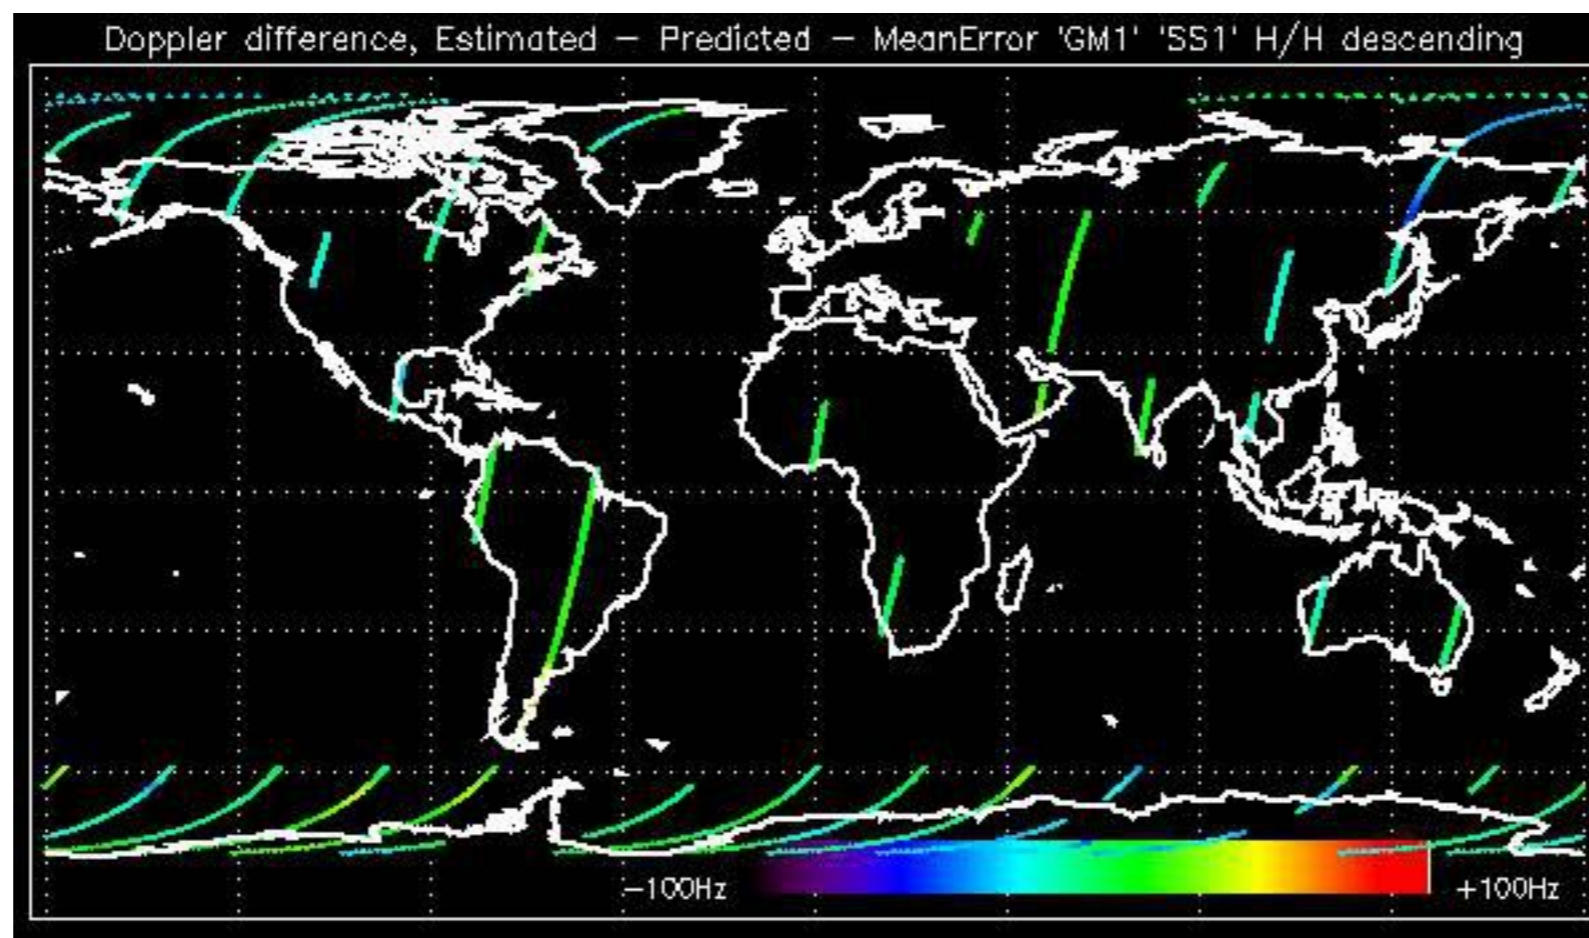 Doppler difference, Estimated – Predicted – MeanError 'GM1' 'SS1' H/H descending
–100Hz
+100Hz